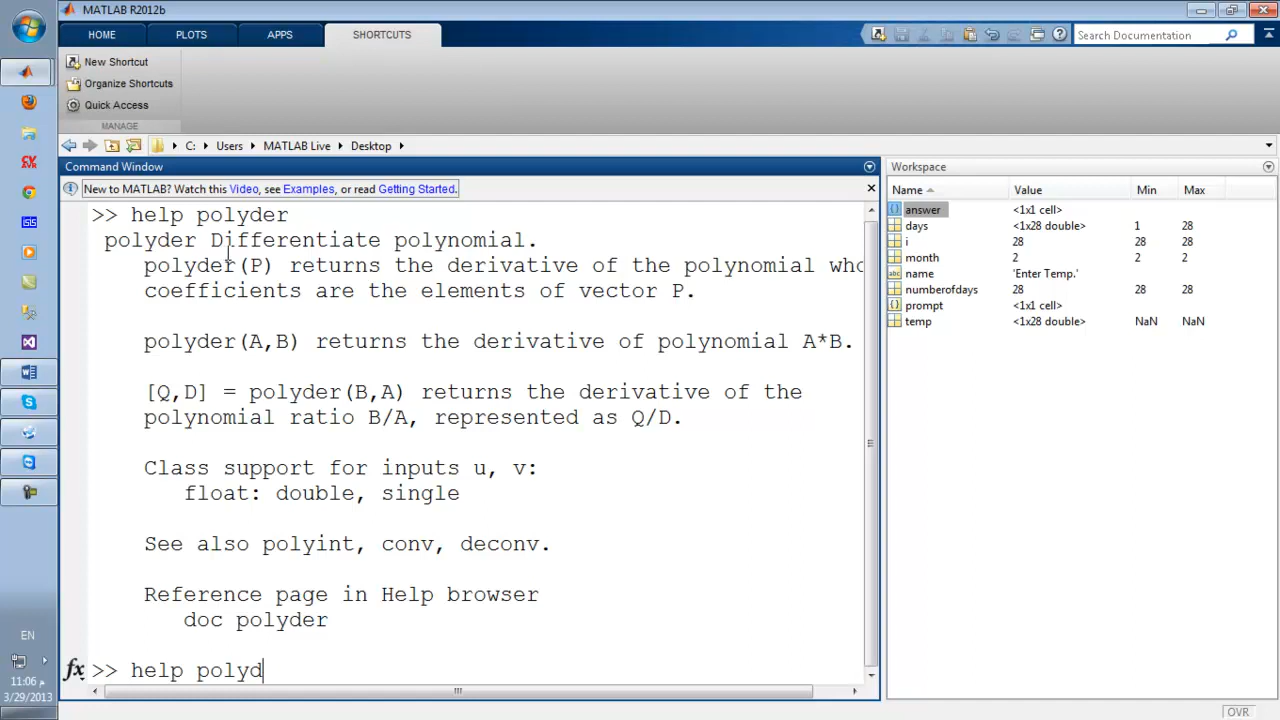 MATLAB R2012b
HOME PLOTS APPS SHORTCUTS
Search Documentation
New Shortcut
Organize Shortcuts
Quick Access
MANAGE
C: Users MATLAB Live Desktop
Command Window
New to MATLAB? Watch this Video, see Examples, or read Getting Started.
>> help polyder
polyder Differentiate polynomial.
polyder(P) returns the derivative of the polynomial who
coefficients are the elements of vector P.
polyder(A,B) returns the derivative of polynomial A*B.
[Q,D] = polyder(B,A) returns the derivative of the
polynomial ratio B/A, represented as Q/D.
Class support for inputs u, v:
float: double, single
See also polyint, conv, deconv.
Reference page in Help browser
doc polyder
fx >> help polyd
Workspace
Name Value Min Max
answer <1x1 cell>
days <1x28 double> 1 28
i 28 28 28
month 2 2 2
name 'Enter Temp.'
numberofdays 28 28 28
prompt <1x1 cell>
temp <1x28 double> NaN NaN
EN
11:06 م
3/29/2013
OVR